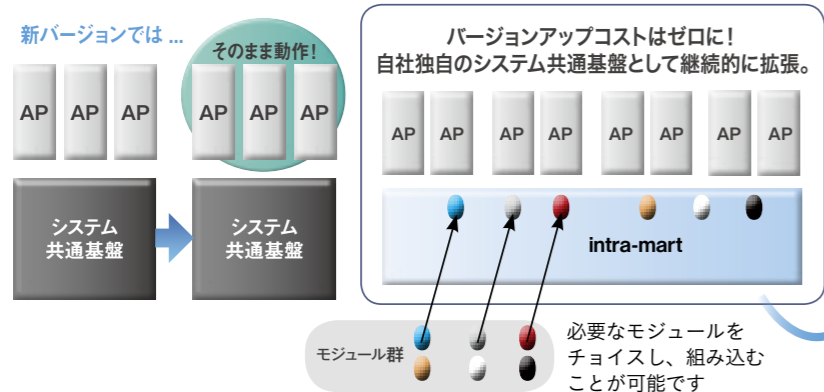 新バージョンでは ...
そのまま動作!
AP AP AP
AP AP AP
システム
共通基盤
システム
共通基盤
バージョンアップコストはゼロに!
自社独自のシステム共通基盤として継続的に拡張。
AP AP AP AP AP AP AP AP
intra-mart
モジュール群
必要なモジュールを
チョイスし、組み込む
ことが可能です